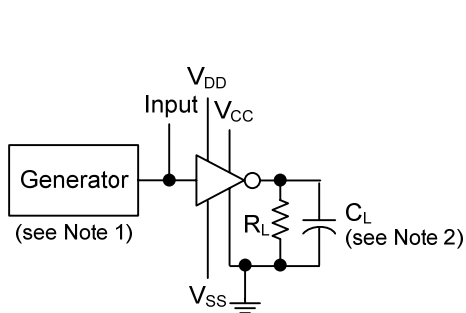 VDD
Input
VCC
Generator
(see Note 1)
RL
CL
(see Note 2)
VSS